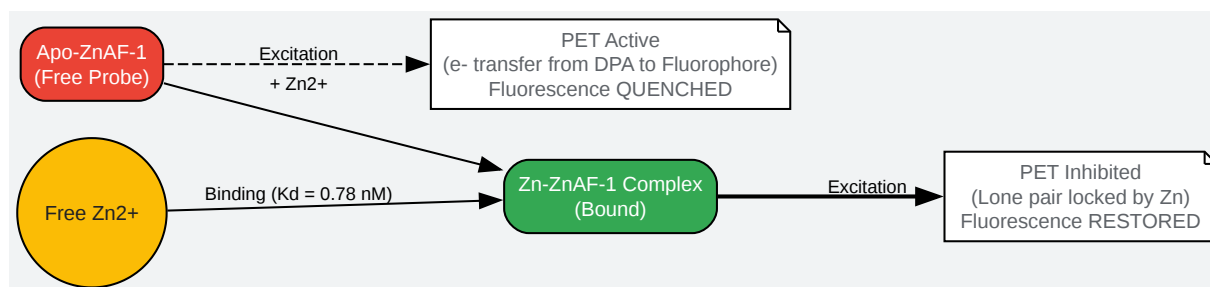 Apo-ZnAF-1
(Free Probe)
Excitation
+ Zn2+
PET Active
(e- transfer from DPA to Fluorophore)
Fluorescence QUENCHED
Free Zn2+
Binding (Kd = 0.78 nM)
Zn-ZnAF-1 Complex
(Bound)
Excitation
PET Inhibited
(Lone pair locked by Zn)
Fluorescence RESTORED